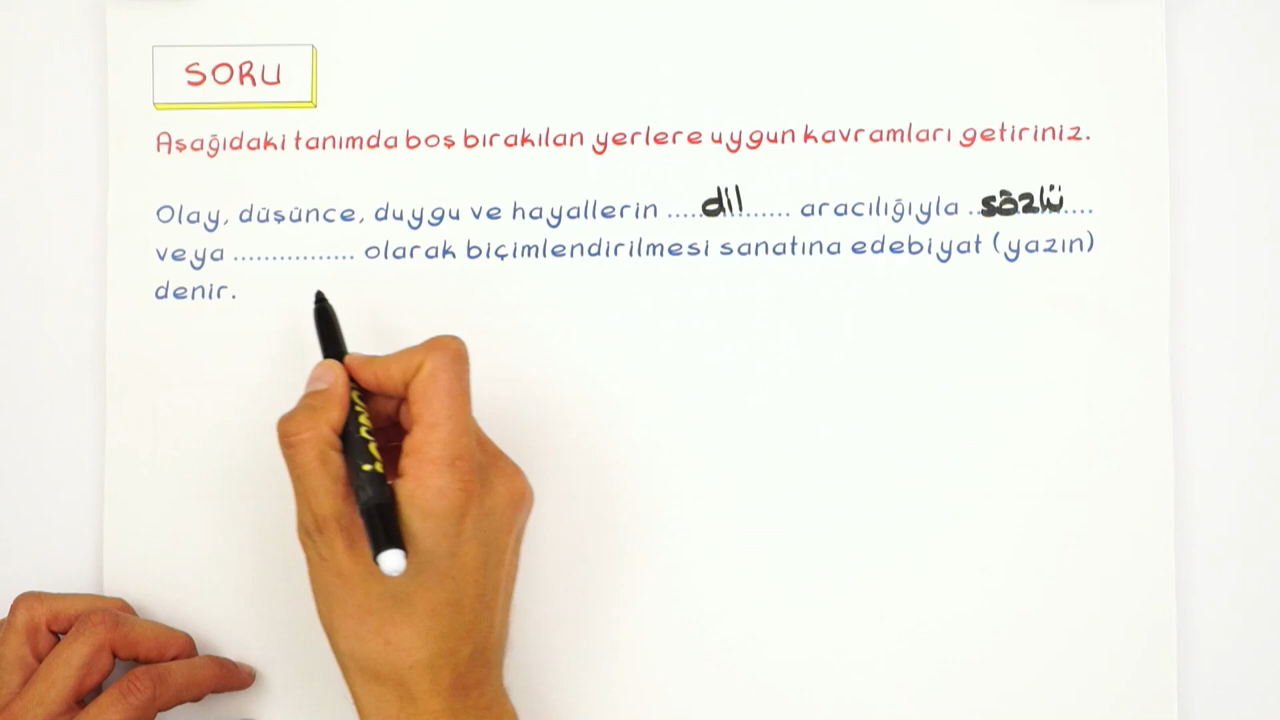 SORU
Aşağıdaki tanımda boş bırakılan yerlere uygun kavramları getiriniz.
Olay, düşünce, duygu ve hayallerin .....dil....... aracılığıyla ..sözlü....
veya ................ olarak biçimlendirilmesi sanatına edebiyat (yazın)
denir.